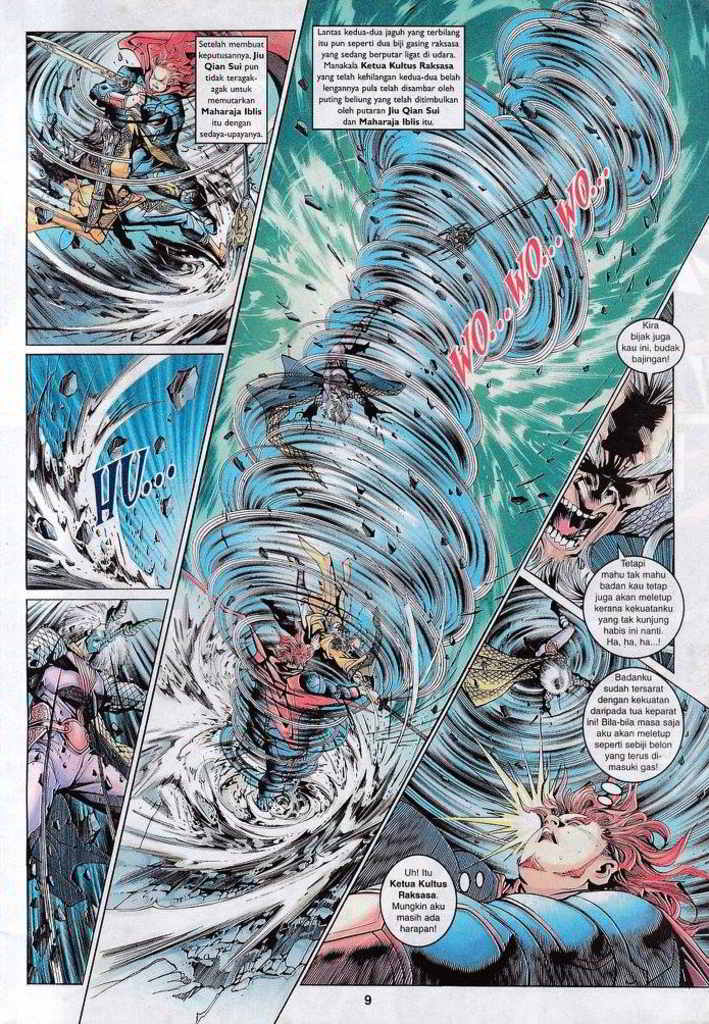 Setelah membuat
keputusannya, Jiu
Qian Sui pun
tidak teragak-
agak untuk
memutarkan
Maharaja Iblis
itu dengan
sedaya-upayanya.
Lantas kedua-dua jaguh yang terbilang
itu pun seperti dua biji gasing raksasa
yang sedang berputar ligat di udara.
Manakala Ketua Kultus Raksasa
yang telah kehilangan kedua-dua belah
lengannya pula telah disambar oleh
puting beliung yang telah ditimbulkan
oleh putaran Jiu Qian Sui
dan Maharaja Iblis itu.
WO...WO...WO...
HU...
Kira
bijak juga
kau ini, budak
bajingan!
Tetapi
mahu tak mahu
badan kau tetap
juga akan meletup
kerana kekuatanku
yang tak kunjung
habis ini nanti.
Ha, ha, ha...!
Badanku
sudah tersarat
dengan kekuatan
daripada tua keparat
ini! Bila-bila masa saja
aku akan meletup
seperti sebiji belon
yang terus di-
masuki gas!
Uh! Itu
Ketua Kultus
Raksasa.
Mungkin aku
masih ada
harapan!
9